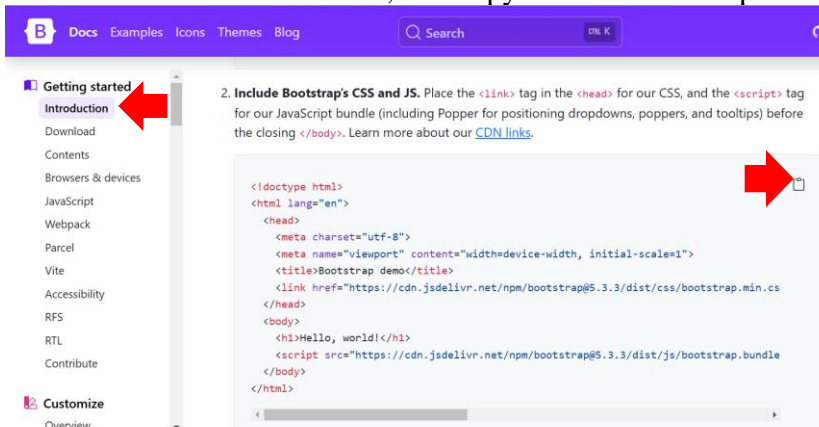 B Docs Examples Icons Themes Blog Search CTRL K
Getting started
Introduction
Download
Contents
Browsers & devices
JavaScript
Webpack
Parcel
Vite
Accessibility
RFS
RTL
Contribute
Customize
Overview
2. Include Bootstrap's CSS and JS. Place the <link> tag in the <head> for our CSS, and the <script> tag
for our JavaScript bundle (including Popper for positioning dropdowns, poppers, and tooltips) before
the closing </body>. Learn more about our CDN links.
<!doctype html>
<html lang="en">
<head>
<meta charset="utf-8">
<meta name="viewport" content="width=device-width, initial-scale=1">
<title>Bootstrap demo</title>
<link href="https://cdn.jsdelivr.net/npm/bootstrap@5.3.3/dist/css/bootstrap.min.cs
</head>
<body>
<h1>Hello, world!</h1>
<script src="https://cdn.jsdelivr.net/npm/bootstrap@5.3.3/dist/js/bootstrap.bundle
</body>
</html>